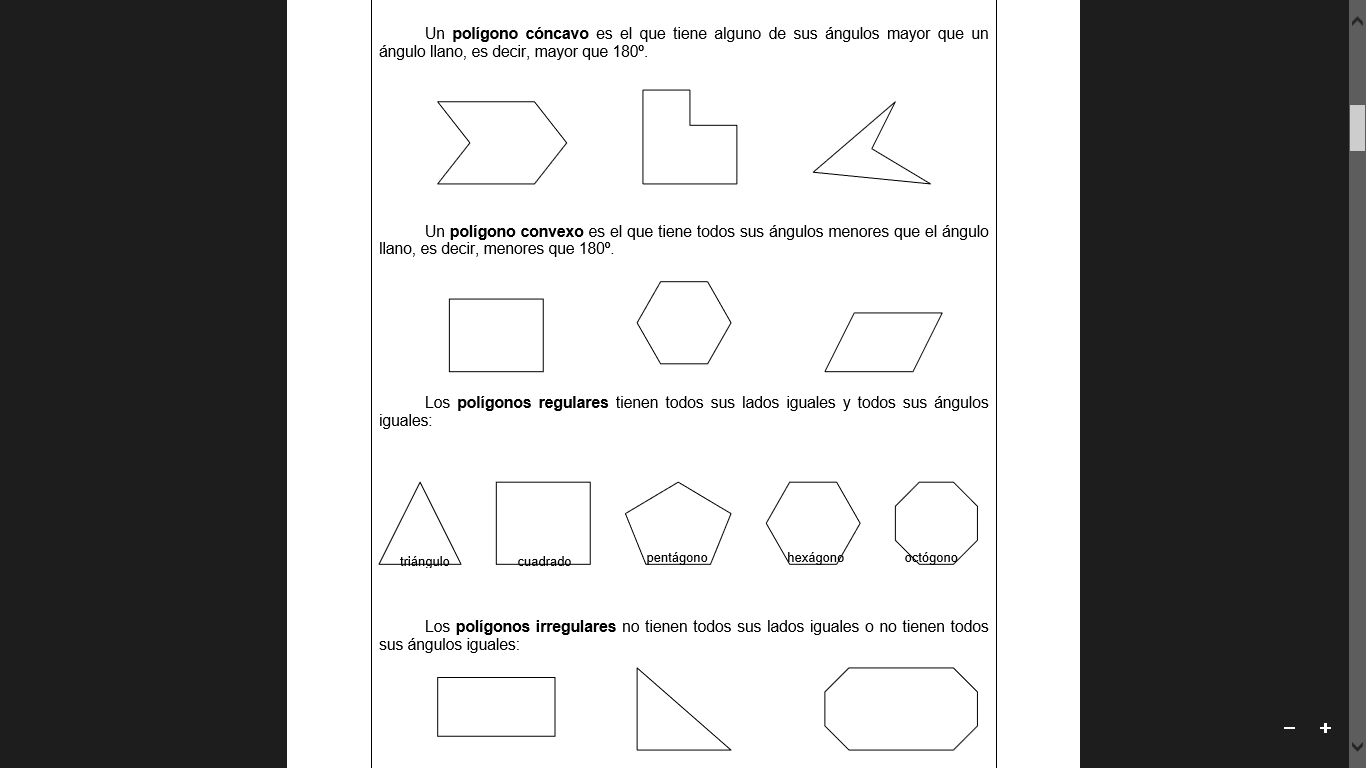 Un polígono cóncavo es el que tiene alguno de sus ángulos mayor que un
ángulo llano, es decir, mayor que 180º.
Un polígono convexo es el que tiene todos sus ángulos menores que el ángulo
llano, es decir, menores que 180º.
Los polígonos regulares tienen todos sus lados iguales y todos sus ángulos
iguales:
triángulo cuadrado pentágono hexágono octógono
Los polígonos irregulares no tienen todos sus lados iguales o no tienen todos
sus ángulos iguales: